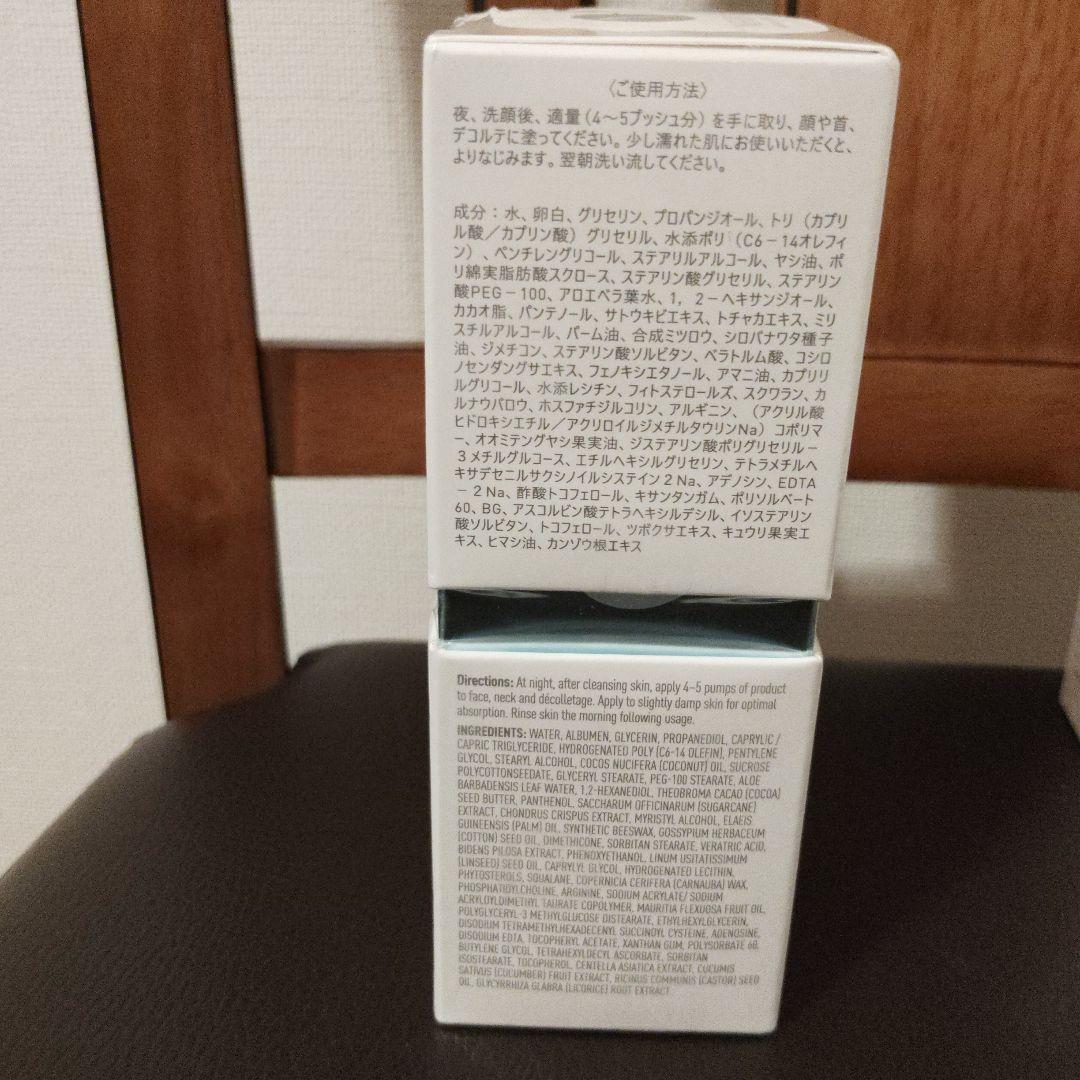 〈ご使用方法〉
夜、洗顔後、適量（4〜5プッシュ分）を手に取り、顔や首、
デコルテに塗ってください。少し濡れた肌にお使いいただくと、
よりなじみます。翌朝洗い流してください。
成分：水、卵白、グリセリン、プロパンジオール、トリ（カプリ
ル酸／カプリン酸）グリセリル、水添ポリ（C6－14オレフィ
ン）、ペンチレングリコール、ステアリルアルコール、ヤシ油、ポ
リ綿実脂肪酸スクロース、ステアリン酸グリセリル、ステアリン
酸PEG－100、アロエベラ葉水、1，2－ヘキサンジオール、
カカオ脂、パンテノール、サトウキビエキス、トチャカエキス、ミリ
スチルアルコール、パーム油、合成ミツロウ、シロバナワタ種子
油、ジメチコン、ステアリン酸ソルビタン、ベラトルム酸、コシロ
ノセンダングサエキス、フェノキシエタノール、アマニ油、カプリリ
ルグリコール、水添レシチン、フィトステロールズ、スクワラン、カ
ルナウバロウ、ホスファチジルコリン、アルギニン、（アクリル酸
ヒドロキシエチル／アクリロイルジメチルタウリンNa）コポリマ
ー、オオミテングヤシ果実油、ジステアリン酸ポリグリセリル－
3メチルグルコース、エチルヘキシルグリセリン、テトラメチルヘ
キサデセニルサクシノイルシステイン2Na、アデノシン、EDTA
－2Na、酢酸トコフェロール、キサンタンガム、ポリソルベート
60、BG、アスコルビン酸テトラヘキシルデシル、イソステアリン
酸ソルビタン、トコフェロール、ツボクサエキス、キュウリ果実エ
キス、ヒマシ油、カンゾウ根エキス
Directions: At night, after cleansing skin, apply 4–5 pumps of product
to face, neck and décolletage. Apply to slightly damp skin for optimal
absorption. Rinse skin the morning following usage.
INGREDIENTS: WATER, ALBUMEN, GLYCERIN, PROPANEDIOL, CAPRYLIC /
CAPRIC TRIGLYCERIDE, HYDROGENATED POLY (C6-14 OLEFIN), PENTYLENE
GLYCOL, STEARYL ALCOHOL, COCOS NUCIFERA (COCONUT) OIL, SUCROSE
POLYCOTTONSEEDATE, GLYCERYL STEARATE, PEG-100 STEARATE, ALOE
BARBADENSIS LEAF WATER, 1,2-HEXANEDIOL, THEOBROMA CACAO (COCOA)
SEED BUTTER, PANTHENOL, SACCHARUM OFFICINARUM (SUGARCANE)
EXTRACT, CHONDRUS CRISPUS EXTRACT, MYRISTYL ALCOHOL, ELAEIS
GUINEENSIS (PALM) OIL, SYNTHETIC BEESWAX, GOSSYPIUM HERBACEUM
(COTTON) SEED OIL, DIMETHICONE, SORBITAN STEARATE, VERATRIC ACID,
BIDENS PILOSA EXTRACT, PHENOXYETHANOL, LINUM USITATISSIMUM
(LINSEED) SEED OIL, CAPRYLYL GLYCOL, HYDROGENATED LECITHIN,
PHYTOSTEROLS, SQUALANE, COPERNICIA CERIFERA (CARNAUBA) WAX,
PHOSPHATIDYLCHOLINE, ARGININE, SODIUM ACRYLATE/ SODIUM
ACRYLOYLDIMETHYL TAURATE COPOLYMER, MAURITIA FLEXUOSA FRUIT OIL,
POLYGLYCERYL-3 METHYLGLUCOSE DISTEARATE, ETHYLHEXYLGLYCERIN,
DISODIUM TETRAMETHYLHEXADECENYL SUCCINOYL CYSTEINE, ADENOSINE,
DISODIUM EDTA, TOCOPHERYL ACETATE, XANTHAN GUM, POLYSORBATE 60,
BUTYLENE GLYCOL, TETRAHEXYLDECYL ASCORBATE, SORBITAN
ISOSTEARATE, TOCOPHEROL, CENTELLA ASIATICA EXTRACT, CUCUMIS
SATIVUS (CUCUMBER) FRUIT EXTRACT, RICINUS COMMUNIS (CASTOR) SEED
OIL, GLYCYRRHIZA GLABRA (LICORICE) ROOT EXTRACT